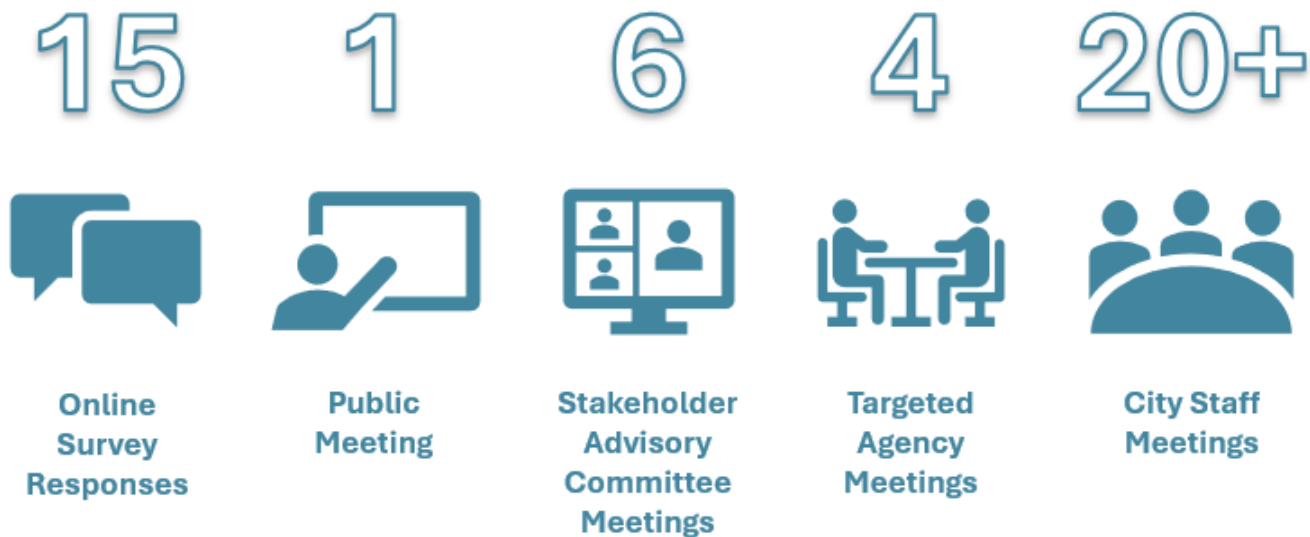 15
1
6
4
20+
Online
Survey
Responses
Public
Meeting
Stakeholder
Advisory
Committee
Meetings
Targeted
Agency
Meetings
City Staff
Meetings